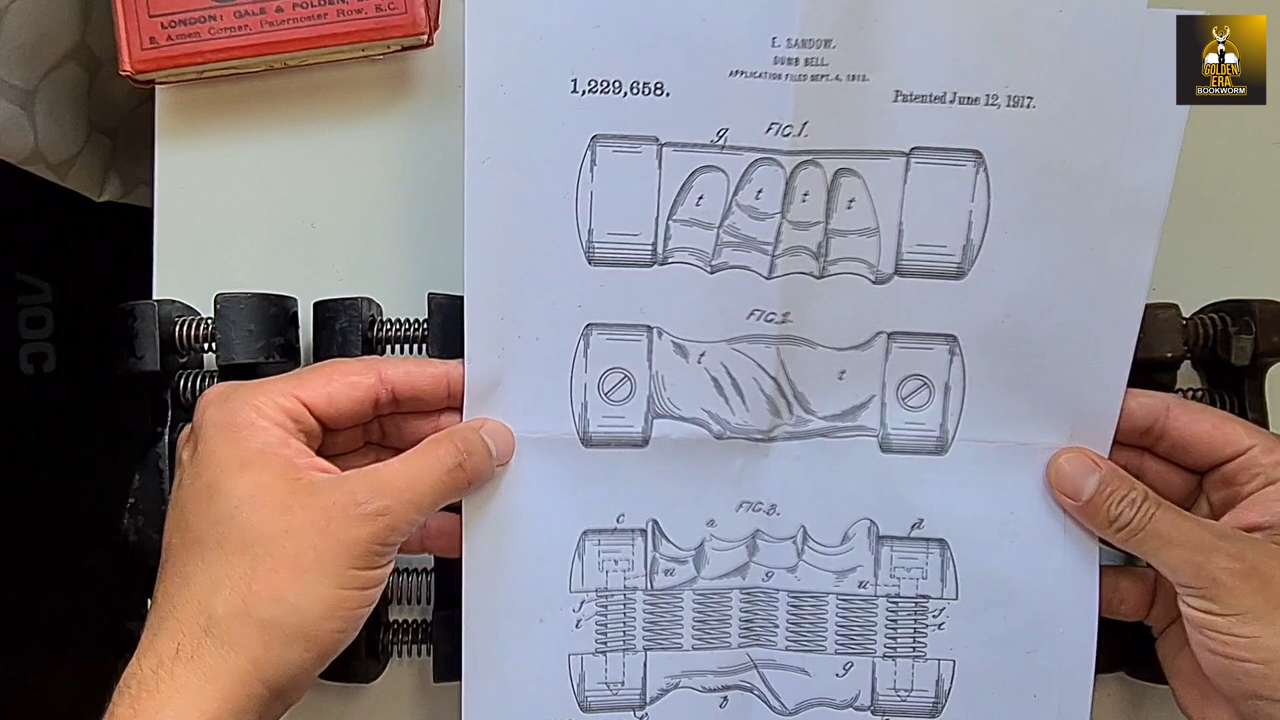 LONDON: GALE & POLDEN,
2, Amen Corner, Paternoster Row, E.C.
GOLDEN
ERA
BOOKWORM
E. SANDOW.
DUMB BELL.
APPLICATION FILED SEPT. 4, 1913.
1,229,658.
Patented June 12, 1917.
FIG.1.
g
t t t t
FIG.2.
t t
FIG.3.
c a d
u g u
j j
i i
g
b
AOC